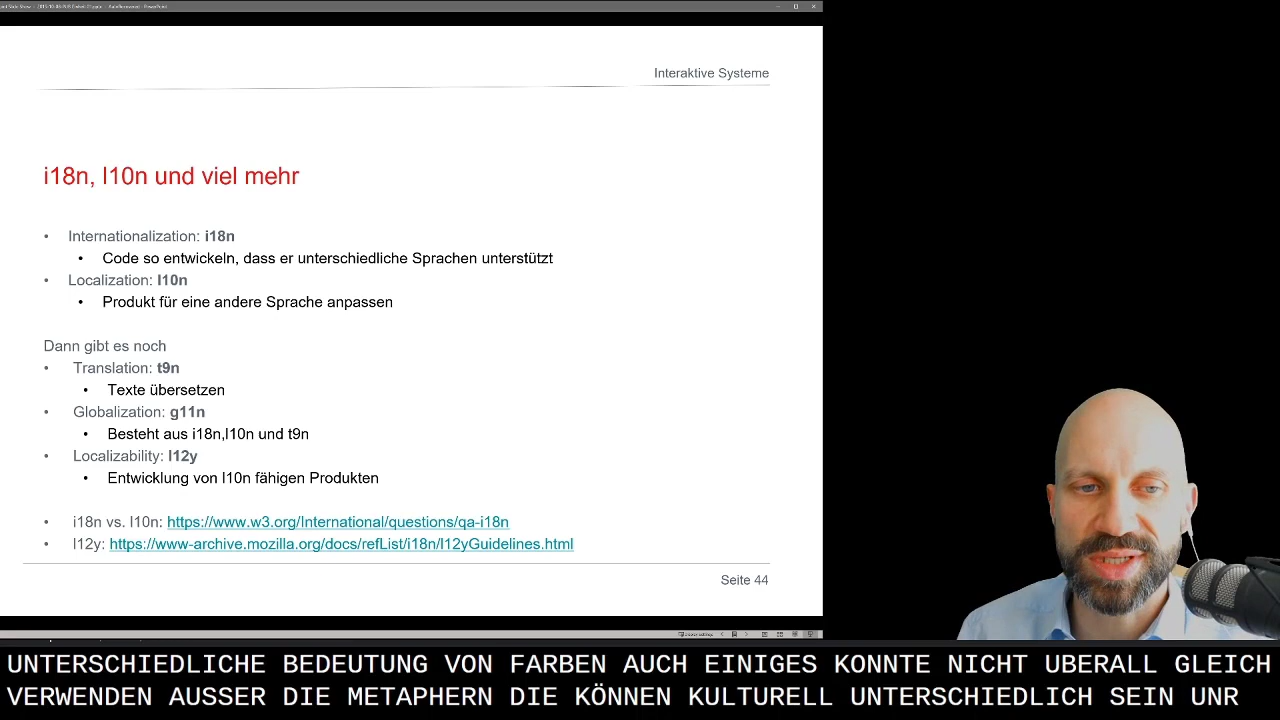 Interaktive Systeme
i18n, l10n und viel mehr
• Internationalization: i18n
• Code so entwickeln, dass er unterschiedliche Sprachen unterstützt
• Localization: l10n
• Produkt für eine andere Sprache anpassen
Dann gibt es noch
• Translation: t9n
• Texte übersetzen
• Globalization: g11n
• Besteht aus i18n,l10n und t9n
• Localizability: l12y
• Entwicklung von l10n fähigen Produkten
• i18n vs. l10n: https://www.w3.org/International/questions/qa-i18n
• l12y: https://www-archive.mozilla.org/docs/refList/i18n/l12yGuidelines.html
Seite 44
UNTERSCHIEDLICHE BEDEUTUNG VON FARBEN AUCH EINIGES KONNTE NICHT UBERALL GLEICH
VERWENDEN AUSSER DIE METAPHERN DIE KÖNNEN KULTURELL UNTERSCHIEDLICH SEIN UNR